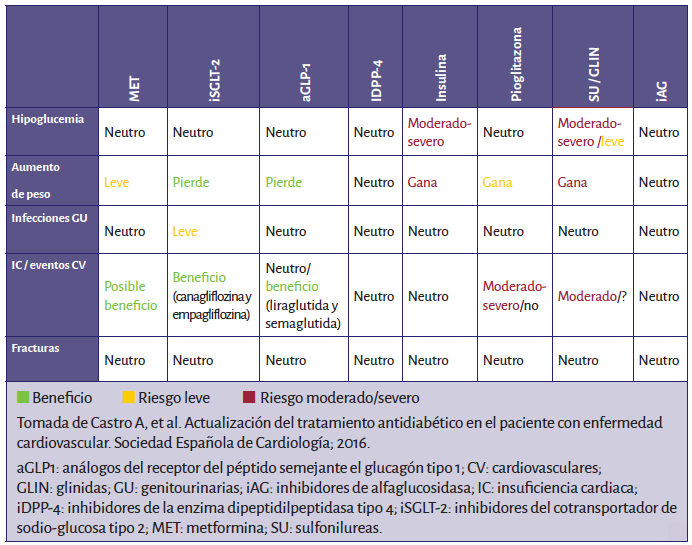 MET iSGLT-2 aGLP-1 IDPP-4 Insulina Pioglitazona SU / GLIN iAG
Hipoglucemia Neutro Neutro Neutro Neutro Moderado-severo Neutro Moderado-severo /leve Neutro
Aumento de peso Leve Pierde Pierde Neutro Gana Gana Gana Neutro
Infecciones GU Neutro Leve Neutro Neutro Neutro Neutro Neutro Neutro
IC / eventos CV Posible beneficio Beneficio (canagliflozina y empagliflozina) Neutro/ beneficio (liraglutida y semaglutida) Neutro Neutro Moderado-severo/no Moderado/? Neutro
Fracturas Neutro Neutro Neutro Neutro Neutro Neutro Neutro Neutro
Beneficio Riesgo leve Riesgo moderado/severo
Tomada de Castro A, et al. Actualización del tratamiento antidiabético en el paciente con enfermedad
cardiovascular. Sociedad Española de Cardiología; 2016.
aGLP1: análogos del receptor del péptido semejante el glucagón tipo 1; CV: cardiovasculares;
GLIN: glinidas; GU: genitourinarias; iAG: inhibidores de alfaglucosidasa; IC: insuficiencia cardiaca;
iDPP-4: inhibidores de la enzima dipeptidilpeptidasa tipo 4; iSGLT-2: inhibidores del cotransportador de
sodio-glucosa tipo 2; MET: metformina; SU: sulfonilureas.